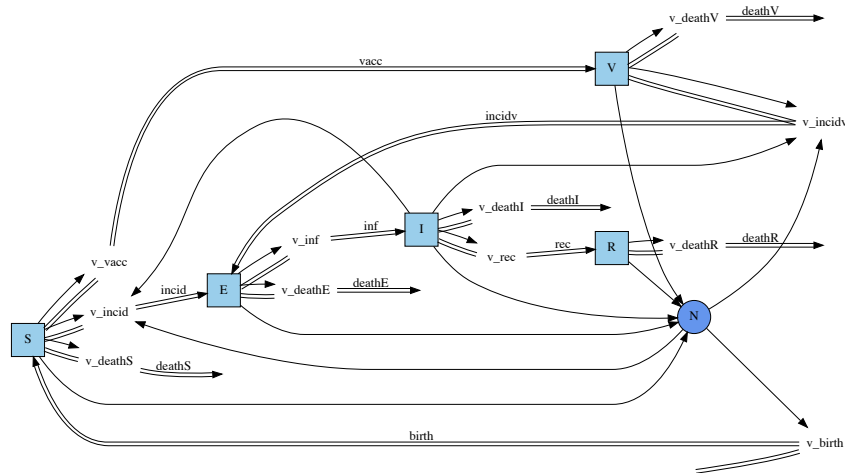 v_deathV
deathV
vacc
V
incidv
v_incidv
v_deathI
deathI
inf
I
v_inf
rec
R
v_deathR
deathR
v_rec
v_vacc
incid
E
v_deathE
deathE
v_incid
N
S
v_deathS
deathS
birth
v_birth